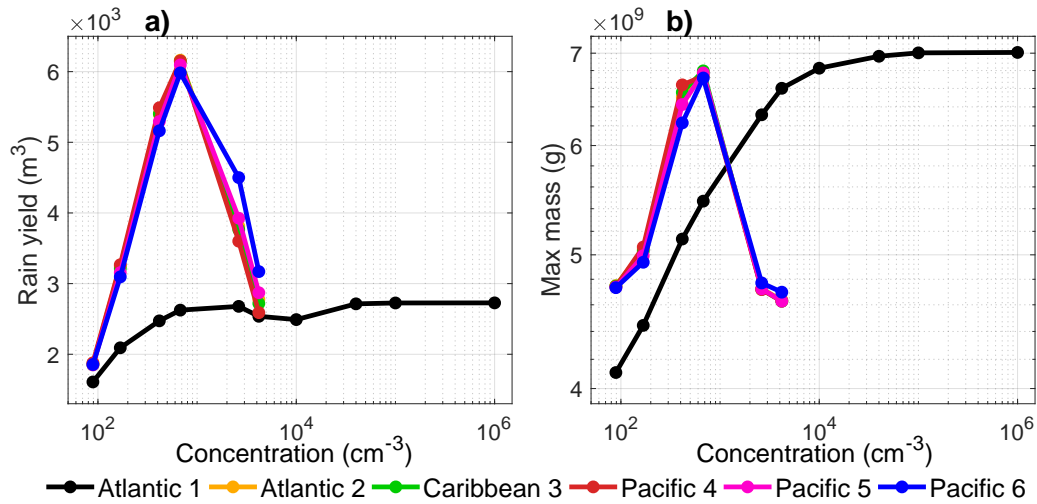 ×10³ a)
Rain yield (m³)
6
5
4
3
2
10² 10⁴ 10⁶
Concentration (cm⁻³)
×10⁹ b)
Max mass (g)
7
6
5
4
10² 10⁴ 10⁶
Concentration (cm⁻³)
Atlantic 1 Atlantic 2 Caribbean 3 Pacific 4 Pacific 5 Pacific 6